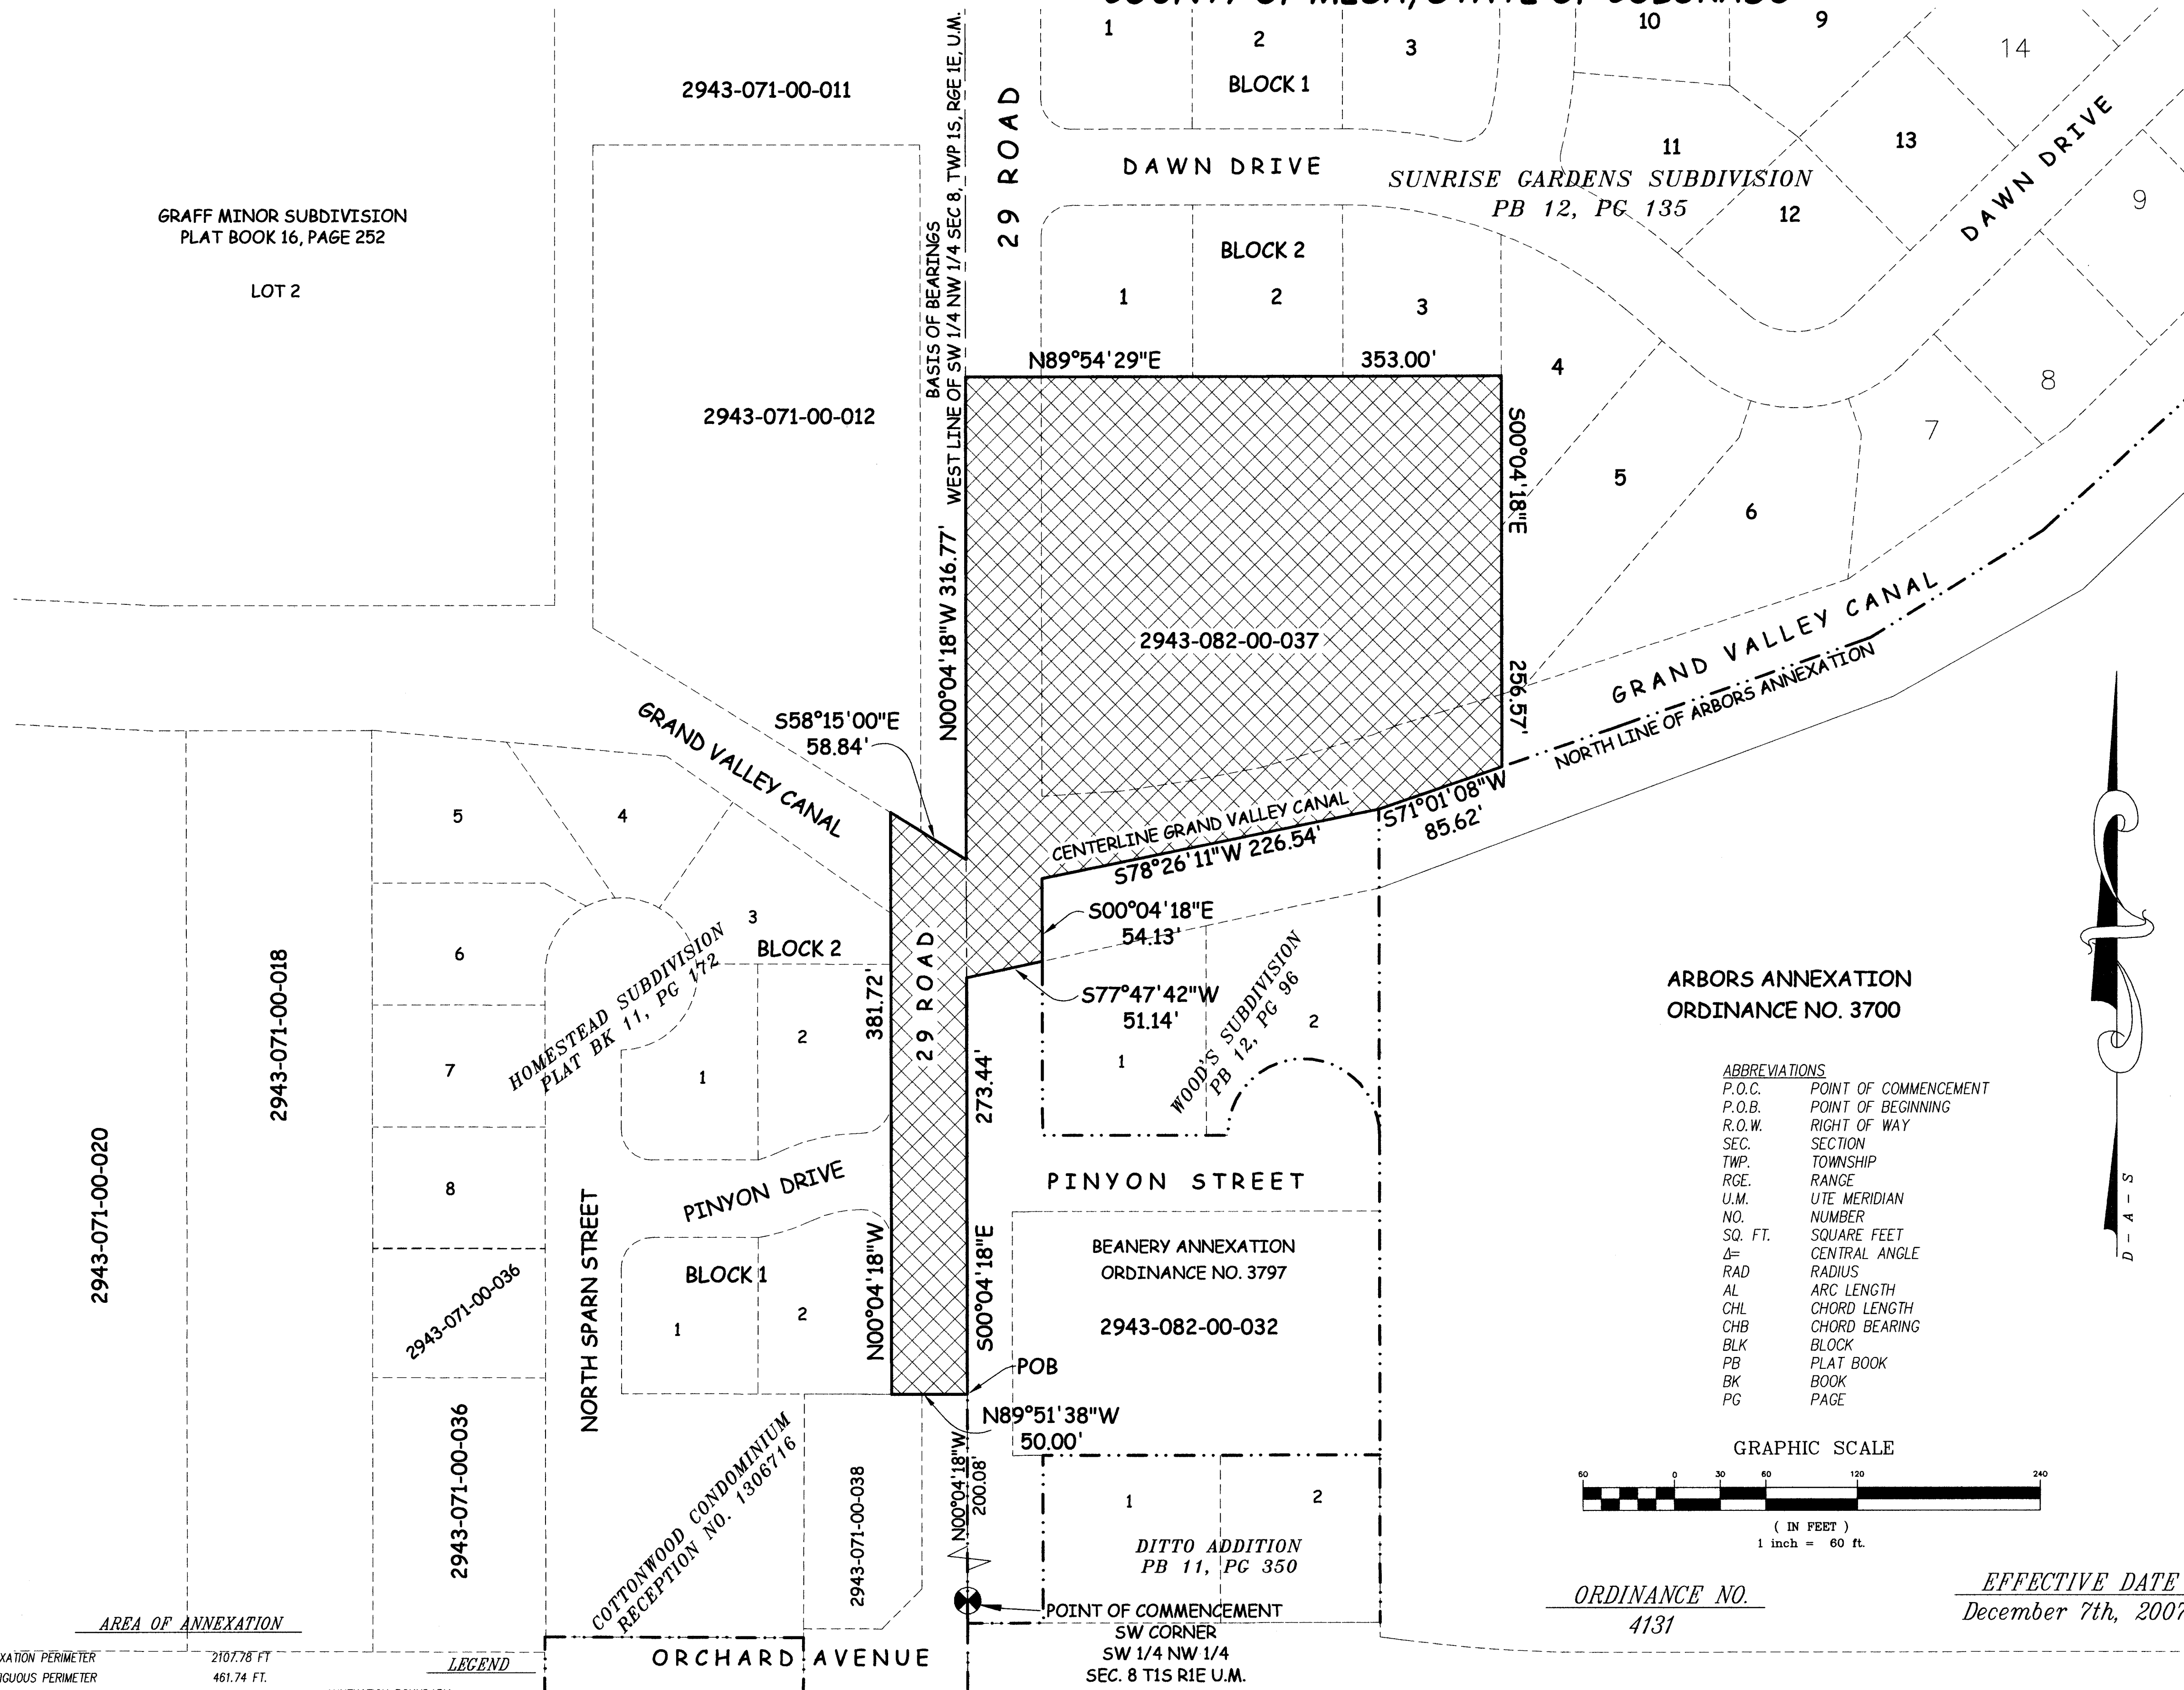 1
2
3
BLOCK 1
10
9
14
2943-071-00-011
29 ROAD
DAWN DRIVE
11
13
DAWN DRIVE
9
SUNRISE GARDENS SUBDIVISION
PB 12, PG 135
12
GRAFF MINOR SUBDIVISION
PLAT BOOK 16, PAGE 252
LOT 2
BASIS OF BEARINGS
WEST LINE OF SW 1/4 NW 1/4 SEC 8, TWP 1S, RGE 1E, U.M.
BLOCK 2
1
2
3
N89°54'29"E
353.00'
4
8
7
5
6
2943-071-00-012
S00°04'18"E
256.57'
N00°04'18"W 316.77'
2943-082-00-037
GRAND VALLEY CANAL
NORTH LINE OF ARBORS ANNEXATION
S58°15'00"E
58.84'
GRAND VALLEY CANAL
CENTERLINE GRAND VALLEY CANAL
S78°26'11"W 226.54'
S71°01'08"W
85.62'
5
4
3
BLOCK 2
6
7
8
2
1
HOMESTEAD SUBDIVISION
PLAT BK 11, PG 172
2943-071-00-018
2943-071-00-020
381.72'
29 ROAD
S00°04'18"E
54.13'
S77°47'42"W
51.14'
273.44'
1
2
WOOD'S SUBDIVISION
PB 12, PG 96
ARBORS ANNEXATION
ORDINANCE NO. 3700
ABBREVIATIONS
P.O.C. POINT OF COMMENCEMENT
P.O.B. POINT OF BEGINNING
R.O.W. RIGHT OF WAY
SEC. SECTION
TWP. TOWNSHIP
RGE. RANGE
U.M. UTE MERIDIAN
NO. NUMBER
SQ. FT. SQUARE FEET
Δ= CENTRAL ANGLE
RAD RADIUS
AL ARC LENGTH
CHL CHORD LENGTH
CHB CHORD BEARING
BLK BLOCK
PB PLAT BOOK
BK BOOK
PG PAGE
D-A-S
PINYON DRIVE
PINYON STREET
NORTH SPARN STREET
BLOCK 1
1
2
N00°04'18"W
S00°04'18"E
BEANERY ANNEXATION
ORDINANCE NO. 3797
2943-082-00-032
2943-071-00-036
2943-071-00-036
POB
N89°51'38"W
50.00'
N00°04'18"W
200.08'
COTTONWOOD CONDOMINIUM
RECEPTION NO. 1306716
2943-071-00-038
1
2
DITTO ADDITION
PB 11, PG 350
POINT OF COMMENCEMENT
SW CORNER
SW 1/4 NW 1/4
SEC. 8 T1S R1E U.M.
ORCHARD AVENUE
GRAPHIC SCALE
60 0 30 60 120 240
( IN FEET )
1 inch = 60 ft.
ORDINANCE NO.
4131
EFFECTIVE DATE
December 7th, 2007
AREA OF ANNEXATION
PERIMETER 2107.78 FT
PERIMETER 461.74 FT.
LEGEND